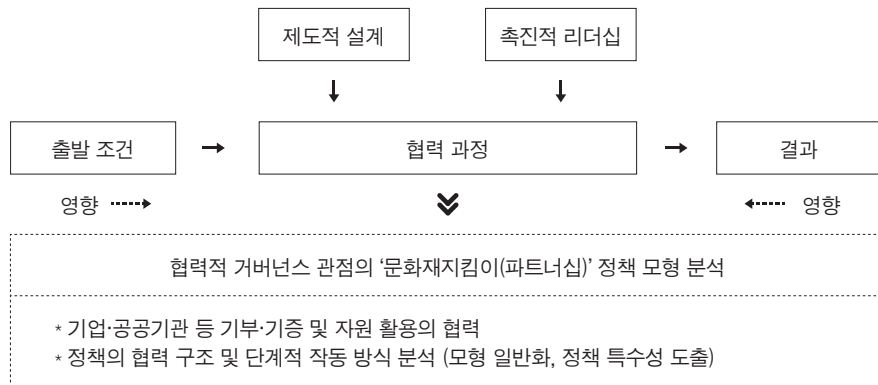 제도적 설계
촉진적 리더십
출발 조건
협력 과정
결과
영향
영향
협력적 거버넌스 관점의 ‘문화재지킴이(파트너십)’ 정책 모형 분석
* 기업·공공기관 등 기부·기증 및 자원 활용의 협력
* 정책의 협력 구조 및 단계적 작동 방식 분석 (모형 일반화, 정책 특수성 도출)